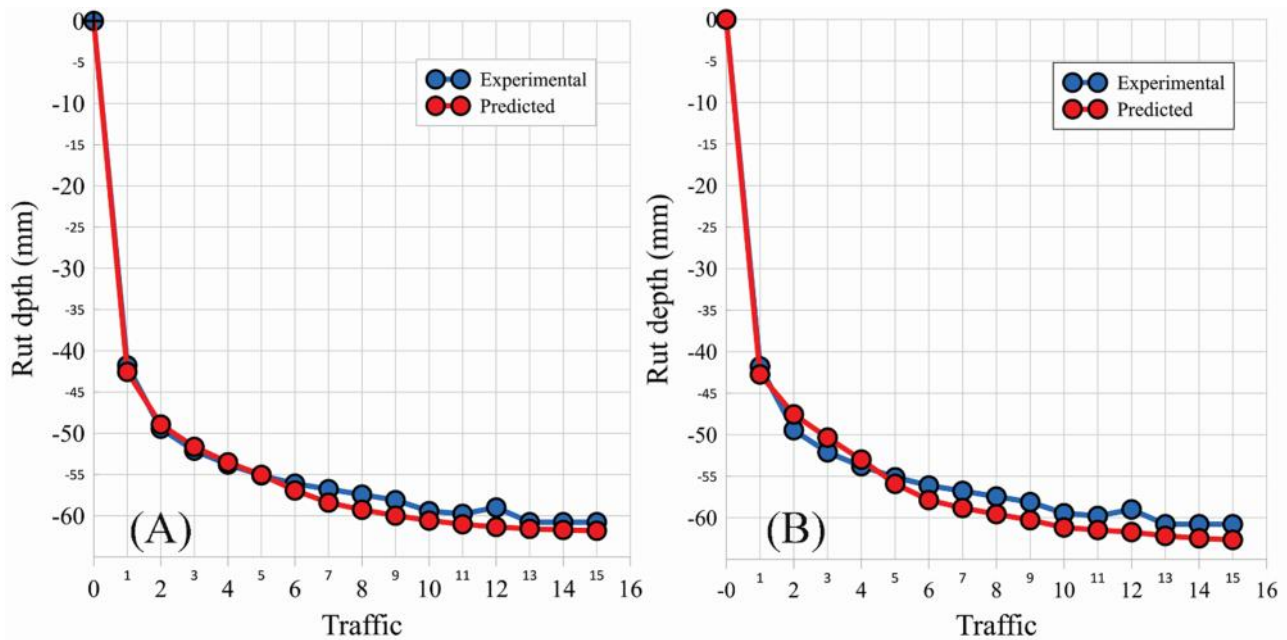 0
-5
-10
-15
-20
-25
-30
-35
-40
-45
-50
-55
-60
Rut dpth (mm)
Experimental
Predicted
(A)
0 1 2 3 4 5 6 7 8 9 10 11 12 13 14 15 16
Traffic
0
-5
-10
-15
-20
-25
-30
-35
-40
-45
-50
-55
-60
Rut depth (mm)
Experimental
Predicted
(B)
-0 1 2 3 4 5 6 7 8 9 10 11 12 13 14 15 16
Traffic